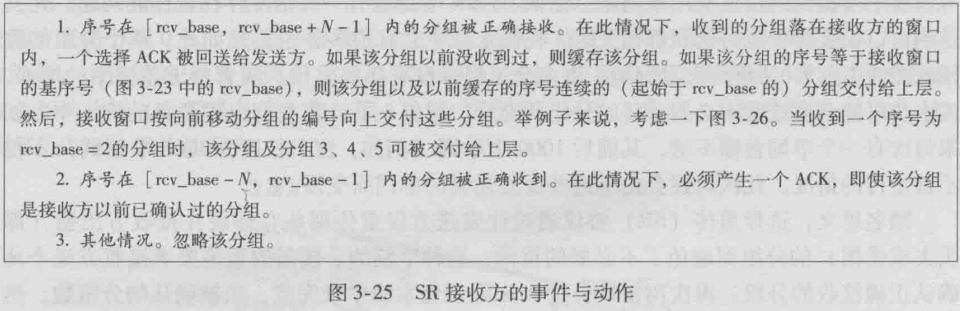 1. 序号在 [rcv_base, rcv_base+N-1] 内的分组被正确接收。在此情况下，收到的分组落在接收方的窗口
内，一个选择 ACK 被回送给发送方。如果该分组以前没收到过，则缓存该分组。如果该分组的序号等于接收窗口
的基序号（图3-23 中的 rcv_base），则该分组以及以前缓存的序号连续的（起始于 rcv_base 的）分组交付给上层。
然后，接收窗口按向前移动分组的编号向上交付这些分组。举例子来说，考虑一下图 3-26。当收到一个序号为
rcv_base =2的分组时，该分组及分组 3、4、5 可被交付给上层。
2. 序号在 [rcv_base-N, rcv_base-1] 内的分组被正确收到。在此情况下，必须产生一个 ACK，即使该分组
是接收方以前已确认过的分组。
3. 其他情况。忽略该分组。
图 3-25 SR 接收方的事件与动作